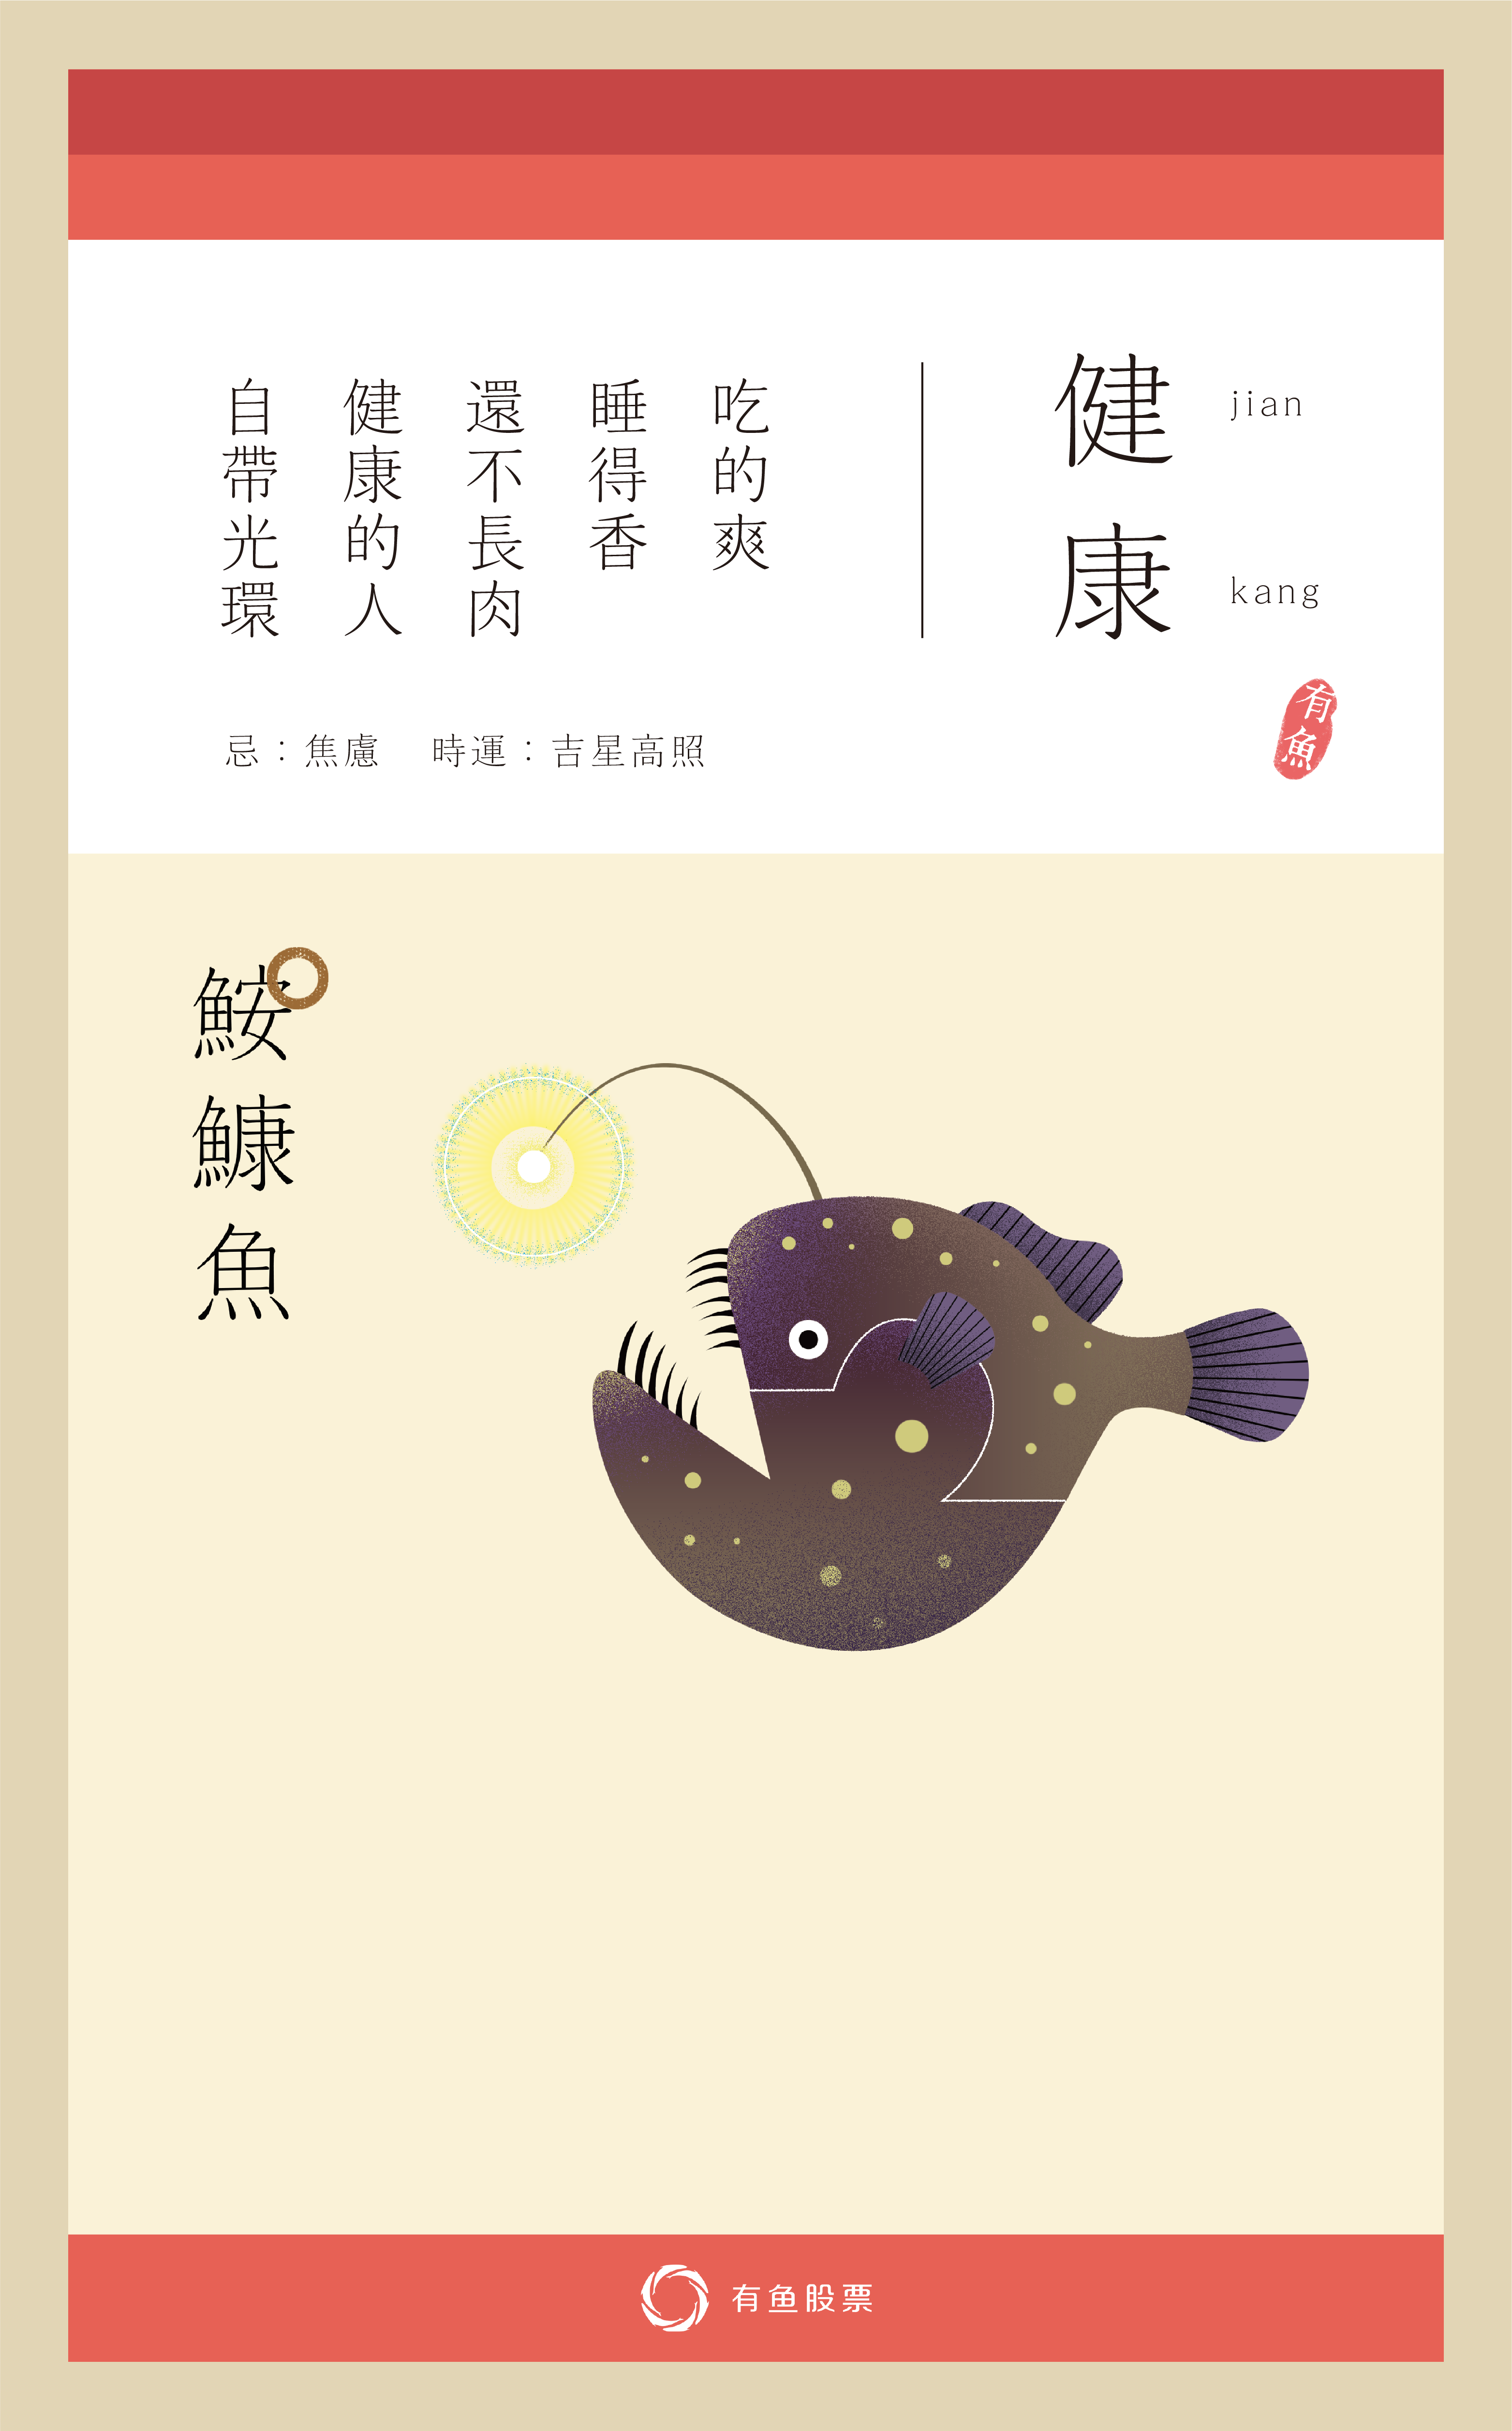 健康
jian
kang
吃的爽
睡得香
還不長肉
健康的人
自帶光環
忌：焦慮　時運：吉星高照
有魚
鮟鱇魚
有鱼股票